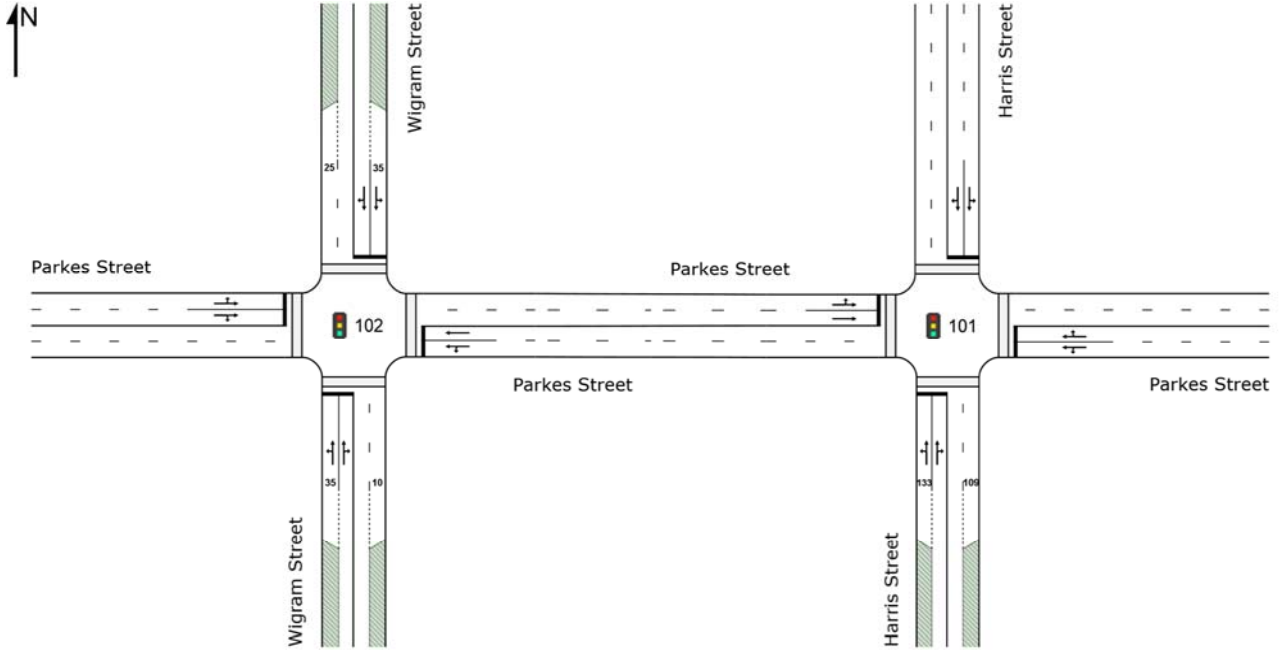 N
Wigram Street
Harris Street
25
35
Parkes Street
Parkes Street
102
101
Parkes Street
Parkes Street
35
10
133
109
Wigram Street
Harris Street